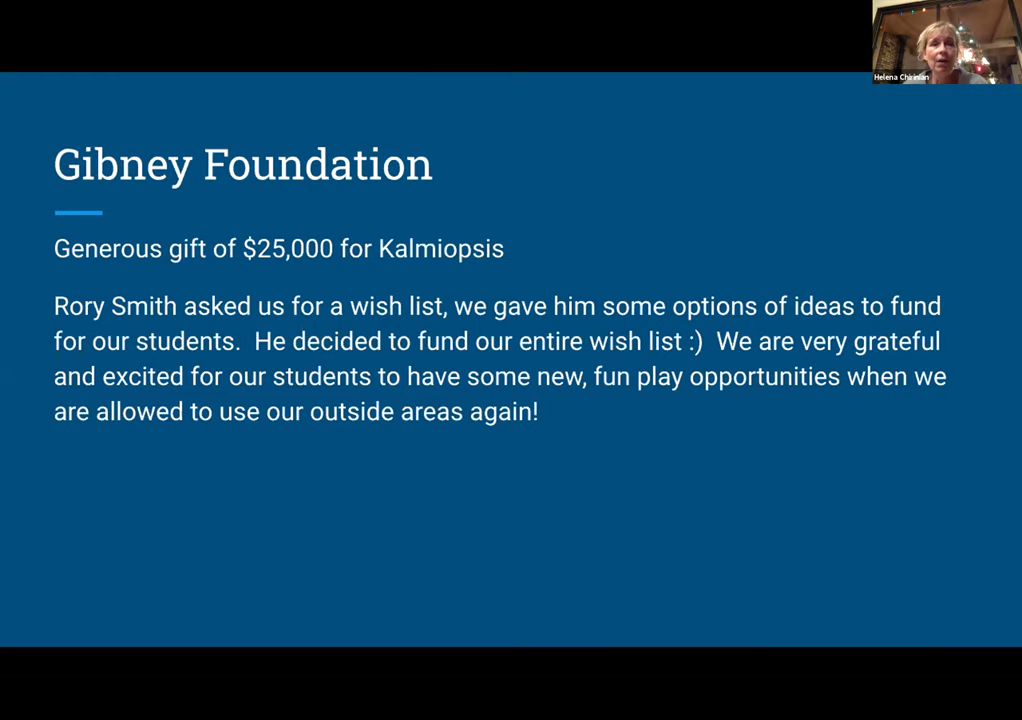 Helena Chirinian
Gibney Foundation
Generous gift of $25,000 for Kalmiopsis
Rory Smith asked us for a wish list, we gave him some options of ideas to fund
for our students.  He decided to fund our entire wish list :)  We are very grateful
and excited for our students to have some new, fun play opportunities when we
are allowed to use our outside areas again!